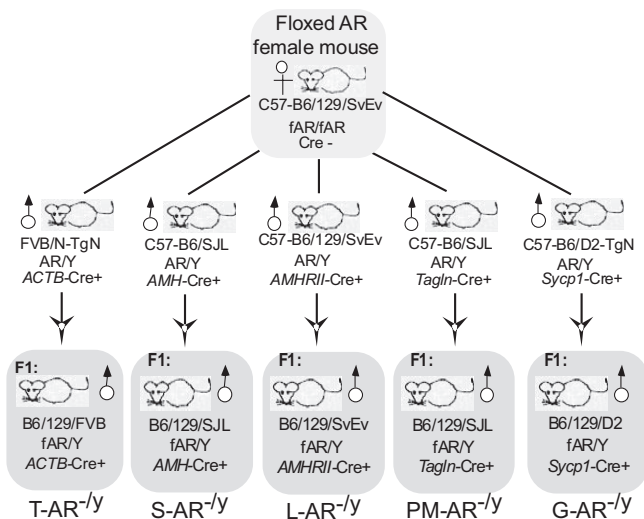 Floxed AR
female mouse
C57-B6/129/SvEv
fAR/fAR
Cre -
FVB/N-TgN
AR/Y
ACTB-Cre+
C57-B6/SJL
AR/Y
AMH-Cre+
C57-B6/129/SvEv
AR/Y
AMHRII-Cre+
C57-B6/SJL
AR/Y
Tagln-Cre+
C57-B6/D2-TgN
AR/Y
Sycp1-Cre+
F1:
B6/129/FVB
fAR/Y
ACTB-Cre+
F1:
B6/129/SJL
fAR/Y
AMH-Cre+
F1:
B6/129/SvEv
fAR/Y
AMHRII-Cre+
F1:
B6/129/SJL
fAR/Y
Tagln-Cre+
F1:
B6/129/D2
fAR/Y
Sycp1-Cre+
T-AR-/y
S-AR-/y
L-AR-/y
PM-AR-/y
G-AR-/y